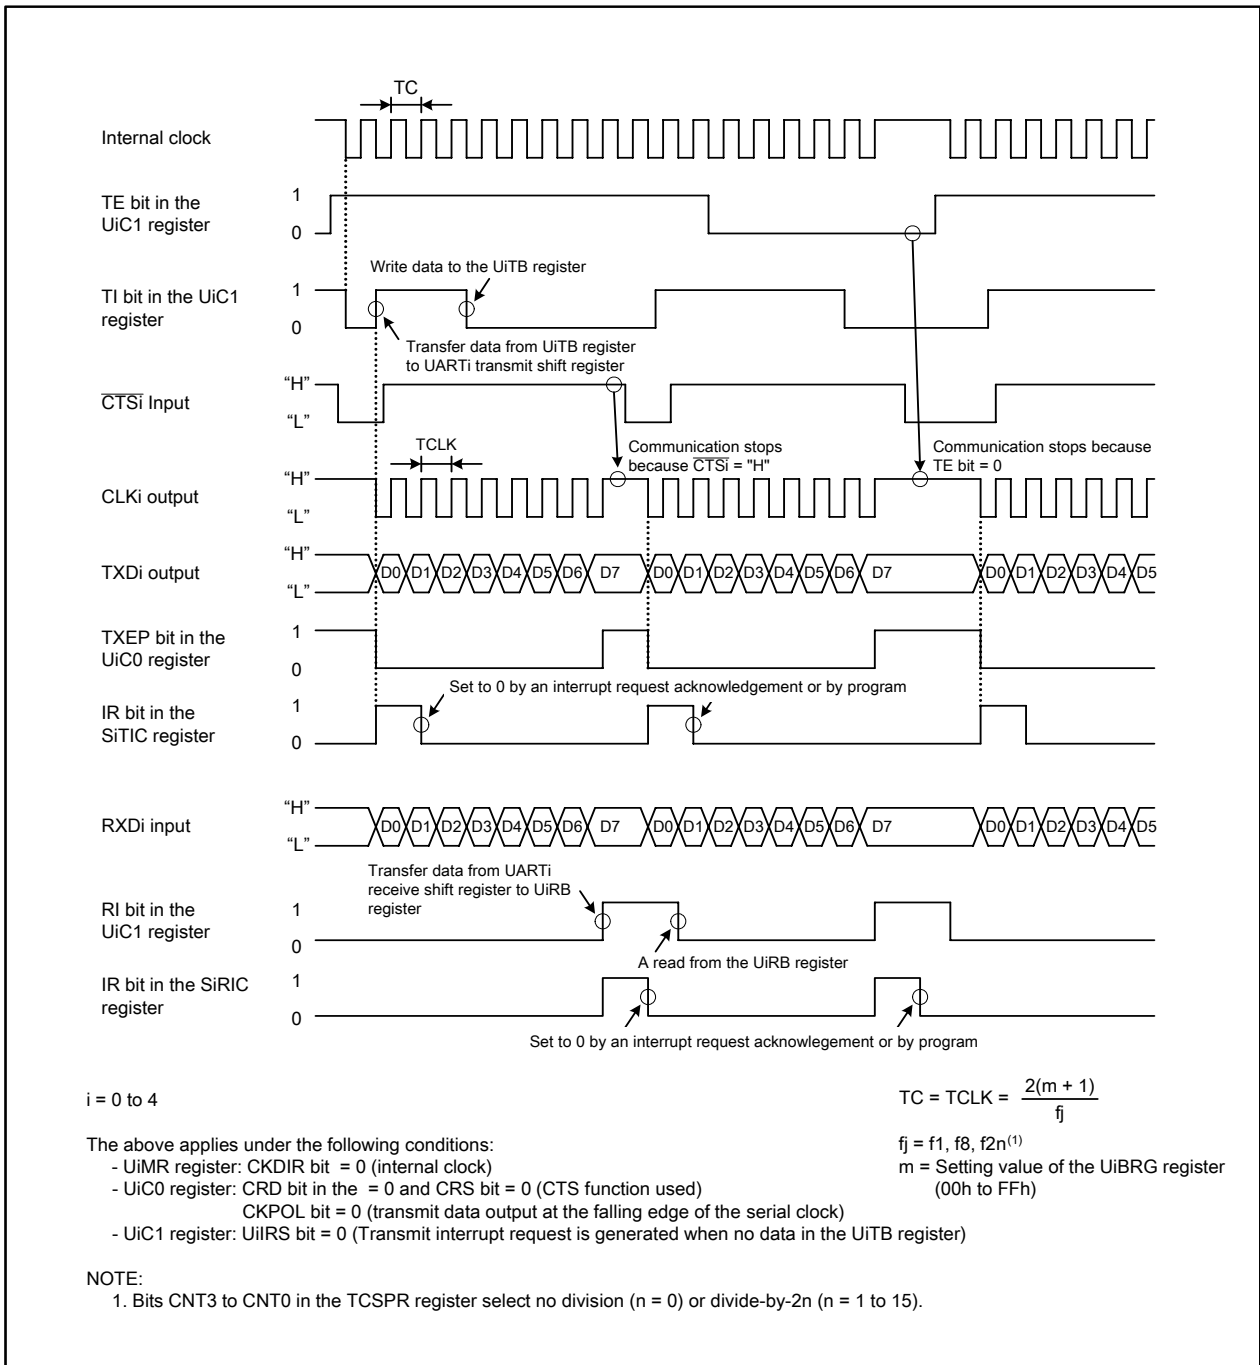 TC
Internal clock
TE bit in the
UiC1 register
1
0
Write data to the UiTB register
TI bit in the UiC1
register
1
0
Transfer data from UiTB register
to UARTi transmit shift register
CTSi Input
“H”
“L”
TCLK
Communication stops
because CTSi = "H"
Communication stops because
TE bit = 0
CLKi output
“H”
“L”
TXDi output
“H”
“L”
D0 D1 D2 D3 D4 D5 D6 D7 D0 D1 D2 D3 D4 D5 D6 D7 D0 D1 D2 D3 D4 D5
TXEP bit in the
UiC0 register
1
0
Set to 0 by an interrupt request acknowledgement or by program
IR bit in the
SiTIC register
1
0
RXDi input
“H”
“L”
D0 D1 D2 D3 D4 D5 D6 D7 D0 D1 D2 D3 D4 D5 D6 D7 D0 D1 D2 D3 D4 D5
Transfer data from UARTi
receive shift register to UiRB
register
RI bit in the
UiC1 register
1
0
A read from the UiRB register
IR bit in the SiRIC
register
1
0
Set to 0 by an interrupt request acknowlegement or by program
i = 0 to 4
TC = TCLK = 2(m + 1)
fj
The above applies under the following conditions:
- UiMR register: CKDIR bit = 0 (internal clock)
- UiC0 register: CRD bit in the = 0 and CRS bit = 0 (CTS function used)
CKPOL bit = 0 (transmit data output at the falling edge of the serial clock)
- UiC1 register: UiIRS bit = 0 (Transmit interrupt request is generated when no data in the UiTB register)
fj = f1, f8, f2n(1)
m = Setting value of the UiBRG register
(00h to FFh)
NOTE:
1. Bits CNT3 to CNT0 in the TCSPR register select no division (n = 0) or divide-by-2n (n = 1 to 15).